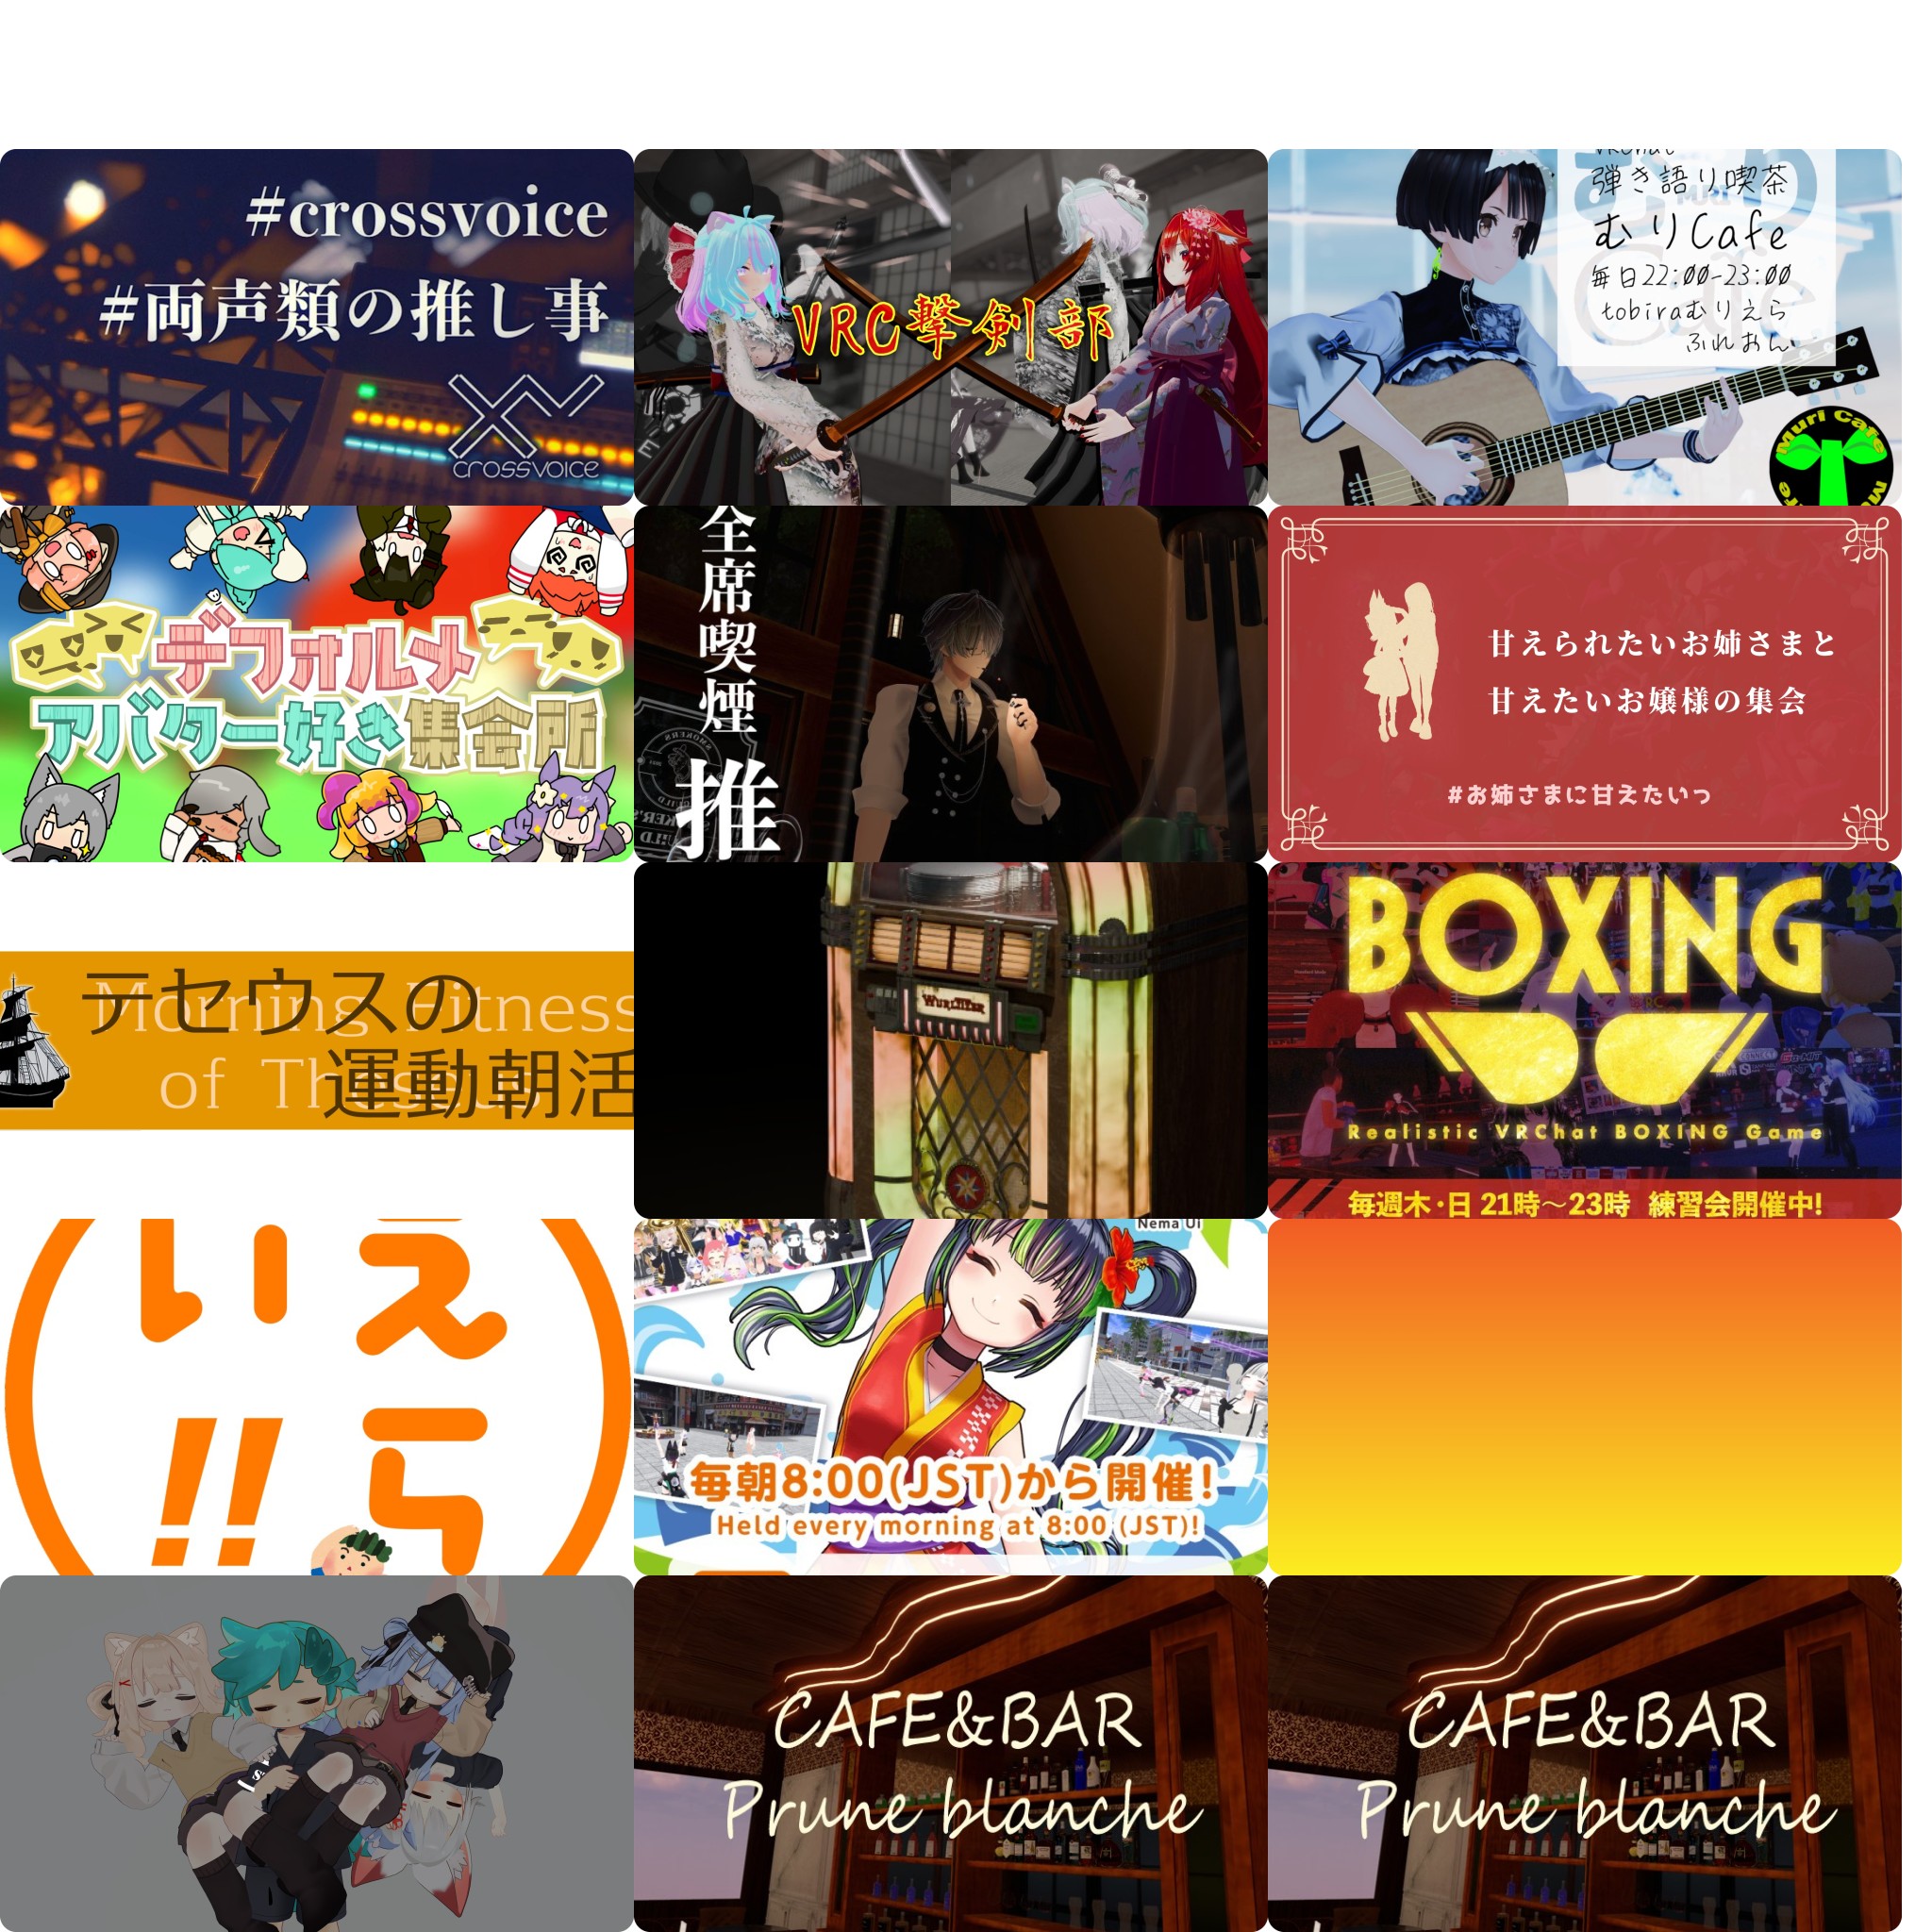 #crossvoice
#両声類の推し事
crossvoice
VRC撃剣部
弾き語り喫茶
むりCafe
毎日22:00-23:00
tobiraむりえら
ふれおん
Muri Cafe
デフォルメ
アバター好き集会所
全席喫煙
推
甘えられたいお姉さまと
甘えたいお嬢様の集会
#お姉さまに甘えたいっ
テセウスの
運動朝活
Morning Fitness
of
WURLITZER
BOXING
Realistic VRChat BOXING Game
毎週木・日 21時〜23時 練習会開催中!
えら
い!!
Nema Ui
毎朝8:00(JST)から開催!
Held every morning at 8:00 (JST)!
CAFE&BAR
Prune blanche
CAFE&BAR
Prune blanche